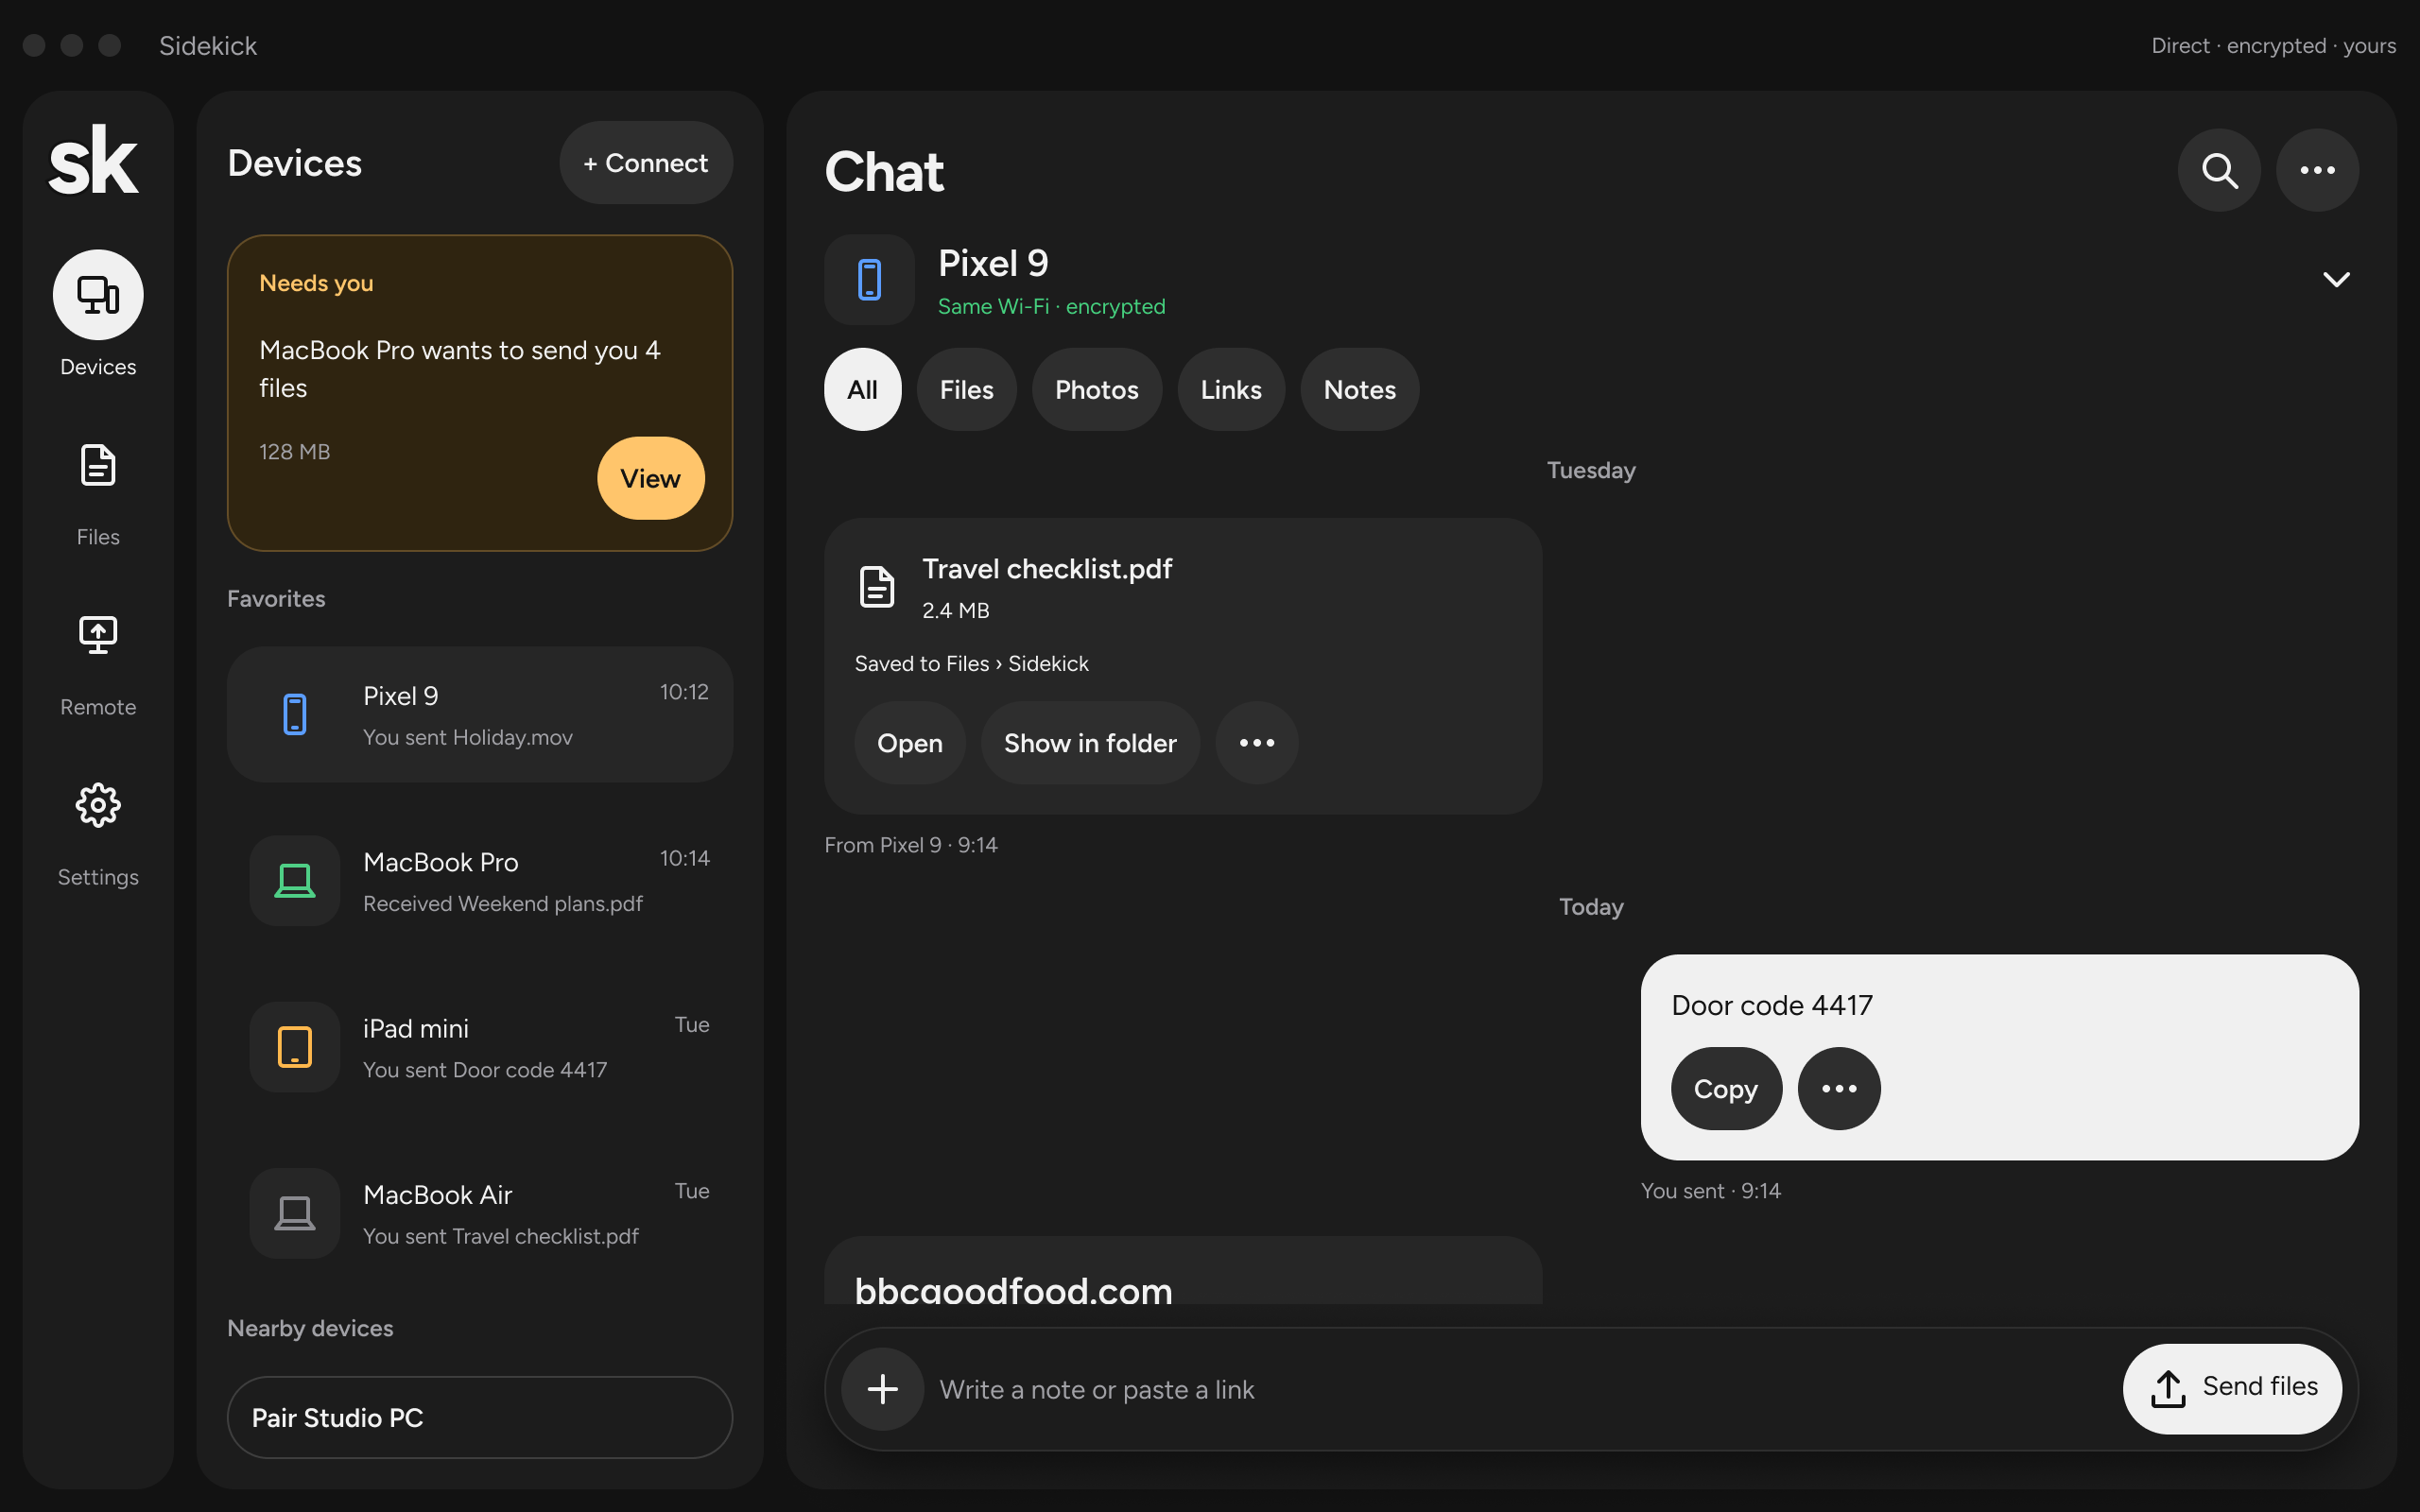 Sidekick
Direct · encrypted · yours
sk
Devices
Files
Remote
Settings
Devices
+ Connect
Needs you
MacBook Pro wants to send you 4
files
128 MB
View
Favorites
Pixel 9
10:12
You sent Holiday.mov
MacBook Pro
10:14
Received Weekend plans.pdf
iPad mini
Tue
You sent Door code 4417
MacBook Air
Tue
You sent Travel checklist.pdf
Nearby devices
Pair Studio PC
Chat
Pixel 9
Same Wi-Fi · encrypted
All
Files
Photos
Links
Notes
Tuesday
Travel checklist.pdf
2.4 MB
Saved to Files › Sidekick
Open
Show in folder
From Pixel 9 · 9:14
Today
Door code 4417
Copy
You sent · 9:14
bbcgoodfood.com
Write a note or paste a link
Send files